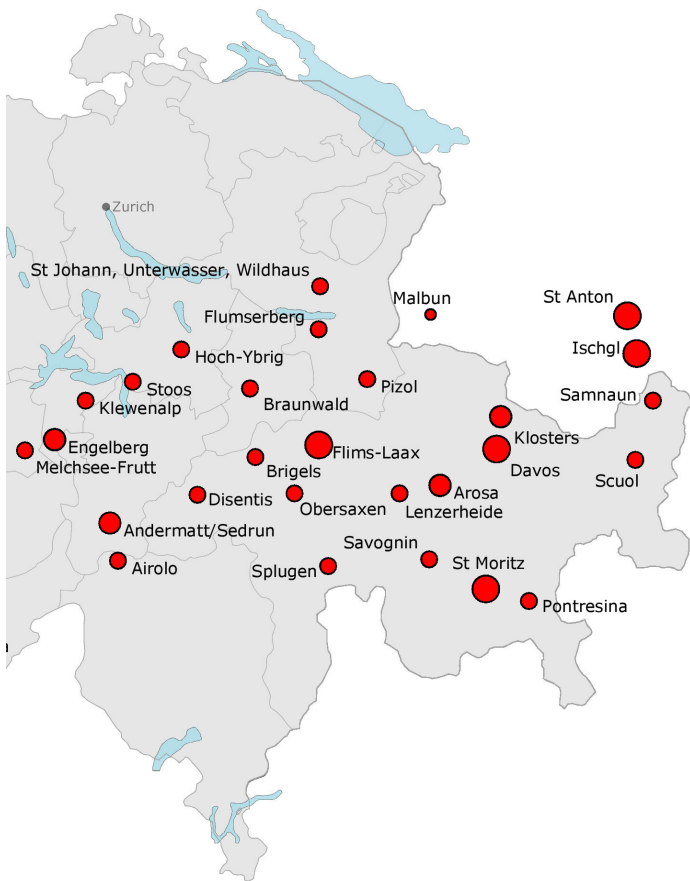 Zurich
St Johann, Unterwasser, Wildhaus
Malbun
St Anton
Flumserberg
Ischgl
Hoch-Ybrig
Stoos
Pizol
Samnaun
Klewenalp
Braunwald
Klosters
Engelberg
Flims-Laax
Melchsee-Frutt
Brigels
Davos
Scuol
Disentis
Obersaxen
Arosa
Lenzerheide
Andermatt/Sedrun
Savognin
Airolo
Splugen
St Moritz
Pontresina